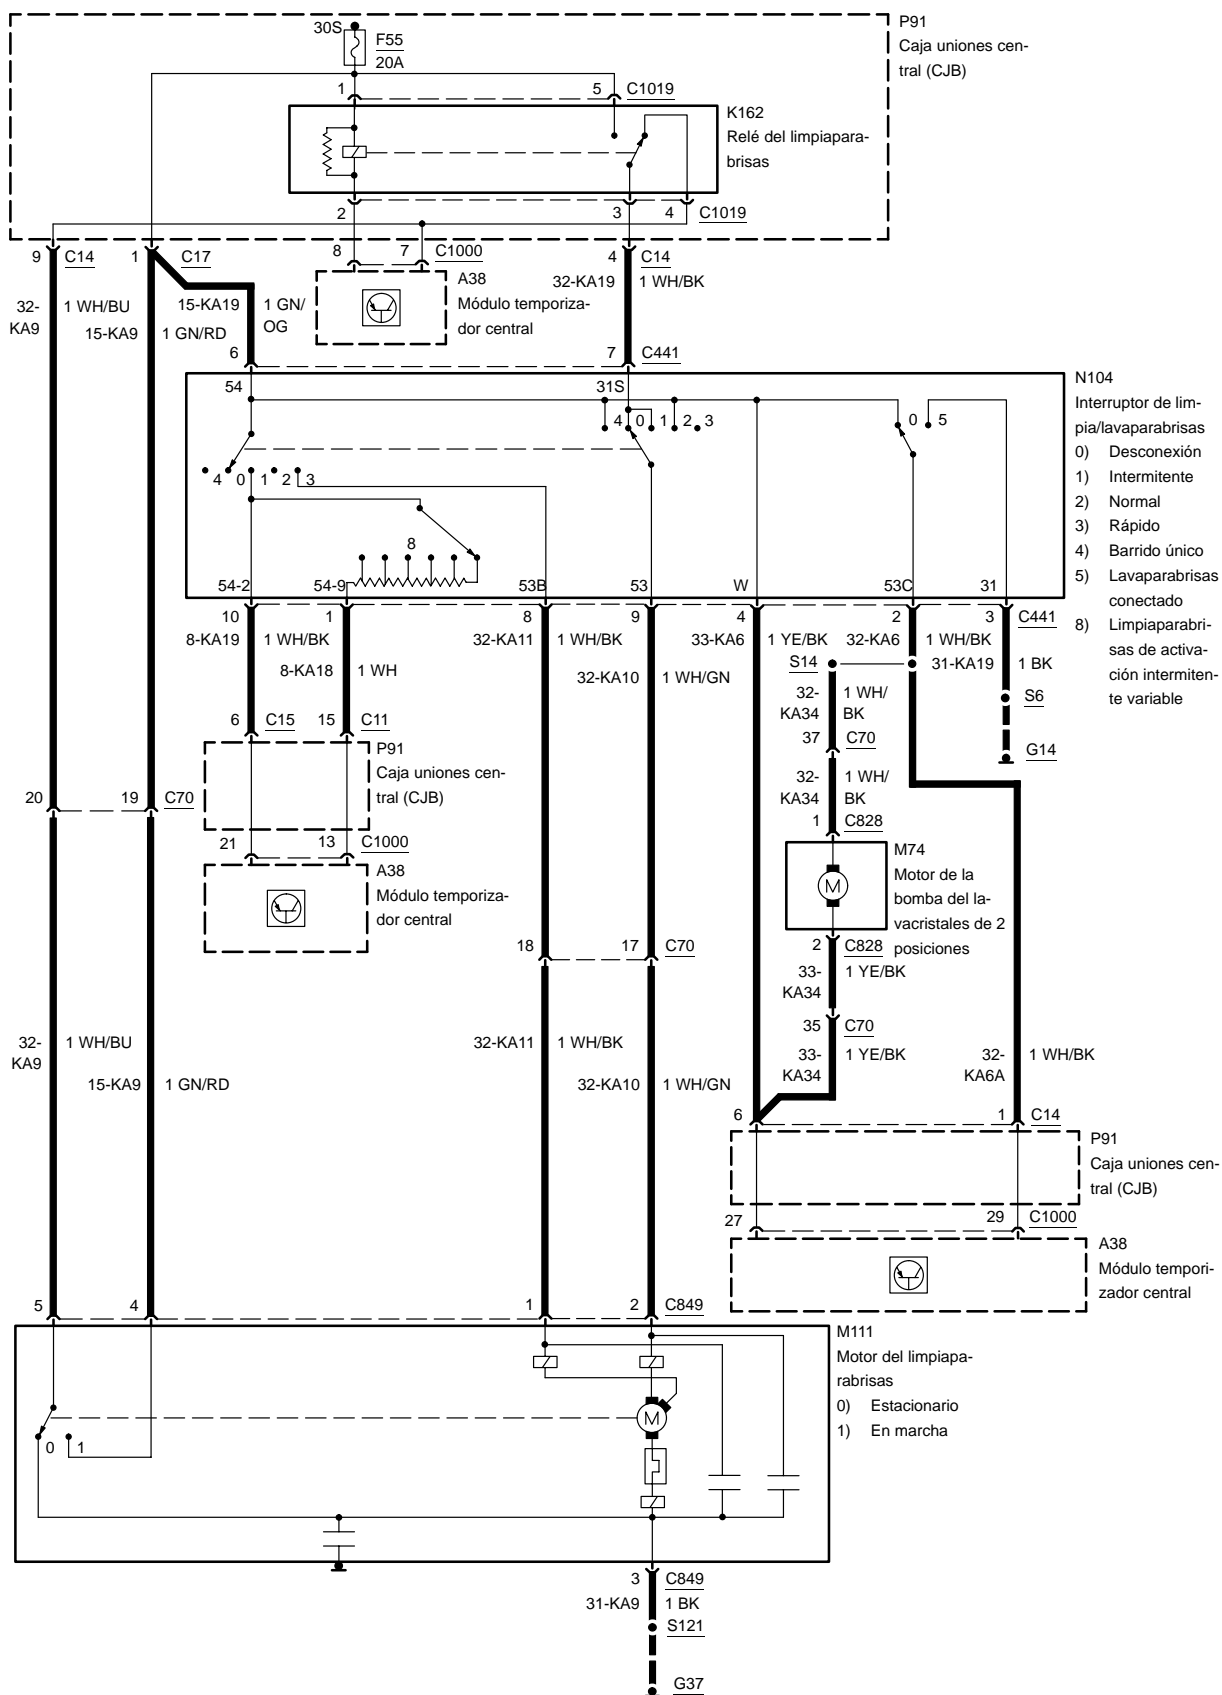 30S
F55
20A
P91
Caja uniones cen-
tral (CJB)
1
5
C1019
K162
Relé del limpiapara-
brisas
2
3
4
C1019
9
C14
1
C17
8
7
C1000
4
C14
A38
Módulo temporiza-
dor central
32-
KA9
1 WH/BU
15-KA9
1 GN/RD
15-KA19
1 GN/
OG
32-KA19
1 WH/BK
6
7
C441
N104
Interruptor de lim-
pia/lavaparabrisas
0) Desconexión
1) Intermitente
2) Normal
3) Rápido
4) Barrido único
5) Lavaparabrisas
conectado
8) Limpiaparabri-
sas de activa-
ción intermiten-
te variable
54
31S
4 0 1 2 3
0 5
4 0 1 2 3
8
54-2
54-9
53B
53
W
53C
31
10
1
8
9
4
2
3
C441
8-KA19
1 WH/BK
32-KA11
1 WH/BK
33-KA6
1 YE/BK
32-KA6
1 WH/BK
8-KA18
1 WH
32-KA10
1 WH/GN
S14
31-KA19
1 BK
S6
G14
32-
KA34
1 WH/
BK
37
C70
32-
KA34
1 WH/
BK
1
C828
6
C15
15
C11
P91
Caja uniones cen-
tral (CJB)
20
19
C70
21
13
C1000
A38
Módulo temporiza-
dor central
M74
Motor de la
bomba del la-
vacristales de 2
posiciones
M
2
C828
18
17
C70
33-
KA34
1 YE/BK
35
C70
33-
KA34
1 YE/BK
32-
KA9
1 WH/BU
15-KA9
1 GN/RD
32-KA11
1 WH/BK
32-KA10
1 WH/GN
32-
KA6A
1 WH/BK
6
1
C14
P91
Caja uniones cen-
tral (CJB)
27
29
C1000
A38
Módulo tempori-
zador central
5
4
1
2
C849
M111
Motor del limpiapa-
rabrisas
0) Estacionario
1) En marcha
0 1
M
3
C849
31-KA9
1 BK
S121
G37